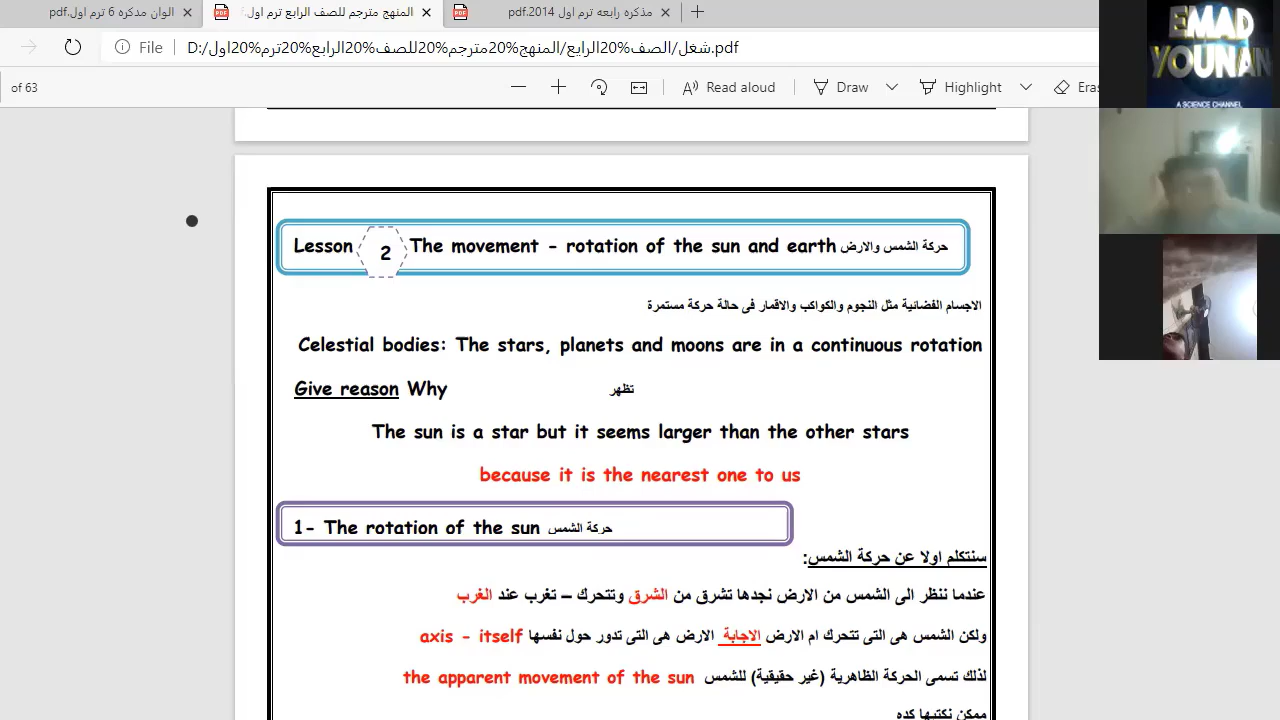 الوان مذكره 6 ترم اول.pdf
المنهج مترجم للصف الرابع ترم اول.
مذكرة رابعه ترم اول 2014.pdf
File D:/شغل/الصف%20الرابع/المنهج%20مترجم%20للصف%20الرابع%20ترم%20اول.pdf
of 63
Read aloud
Draw
Highlight
Eras
EMAD
YOUNAN
A SCIENCE CHANNEL
Lesson 2 The movement - rotation of the sun and earth حركة الشمس والارض
الاجسام الفضائية مثل النجوم والكواكب والاقمار فى حالة حركة مستمرة
Celestial bodies: The stars, planets and moons are in a continuous rotation
Give reason Why تظهر
The sun is a star but it seems larger than the other stars
because it is the nearest one to us
1- The rotation of the sun حركة الشمس
سنتكلم اولا عن حركة الشمس:
عندما ننظر الى الشمس من الارض نجدها تشرق من الشرق وتتحرك – تغرب عند الغرب
ولكن الشمس هى التى تتحرك ام الارض الاجابة الارض هى التى تدور حول نفسها axis - itself
لذلك تسمى الحركة الظاهرية (غير حقيقية) للشمس the apparent movement of the sun
ممكن نكتبها كده